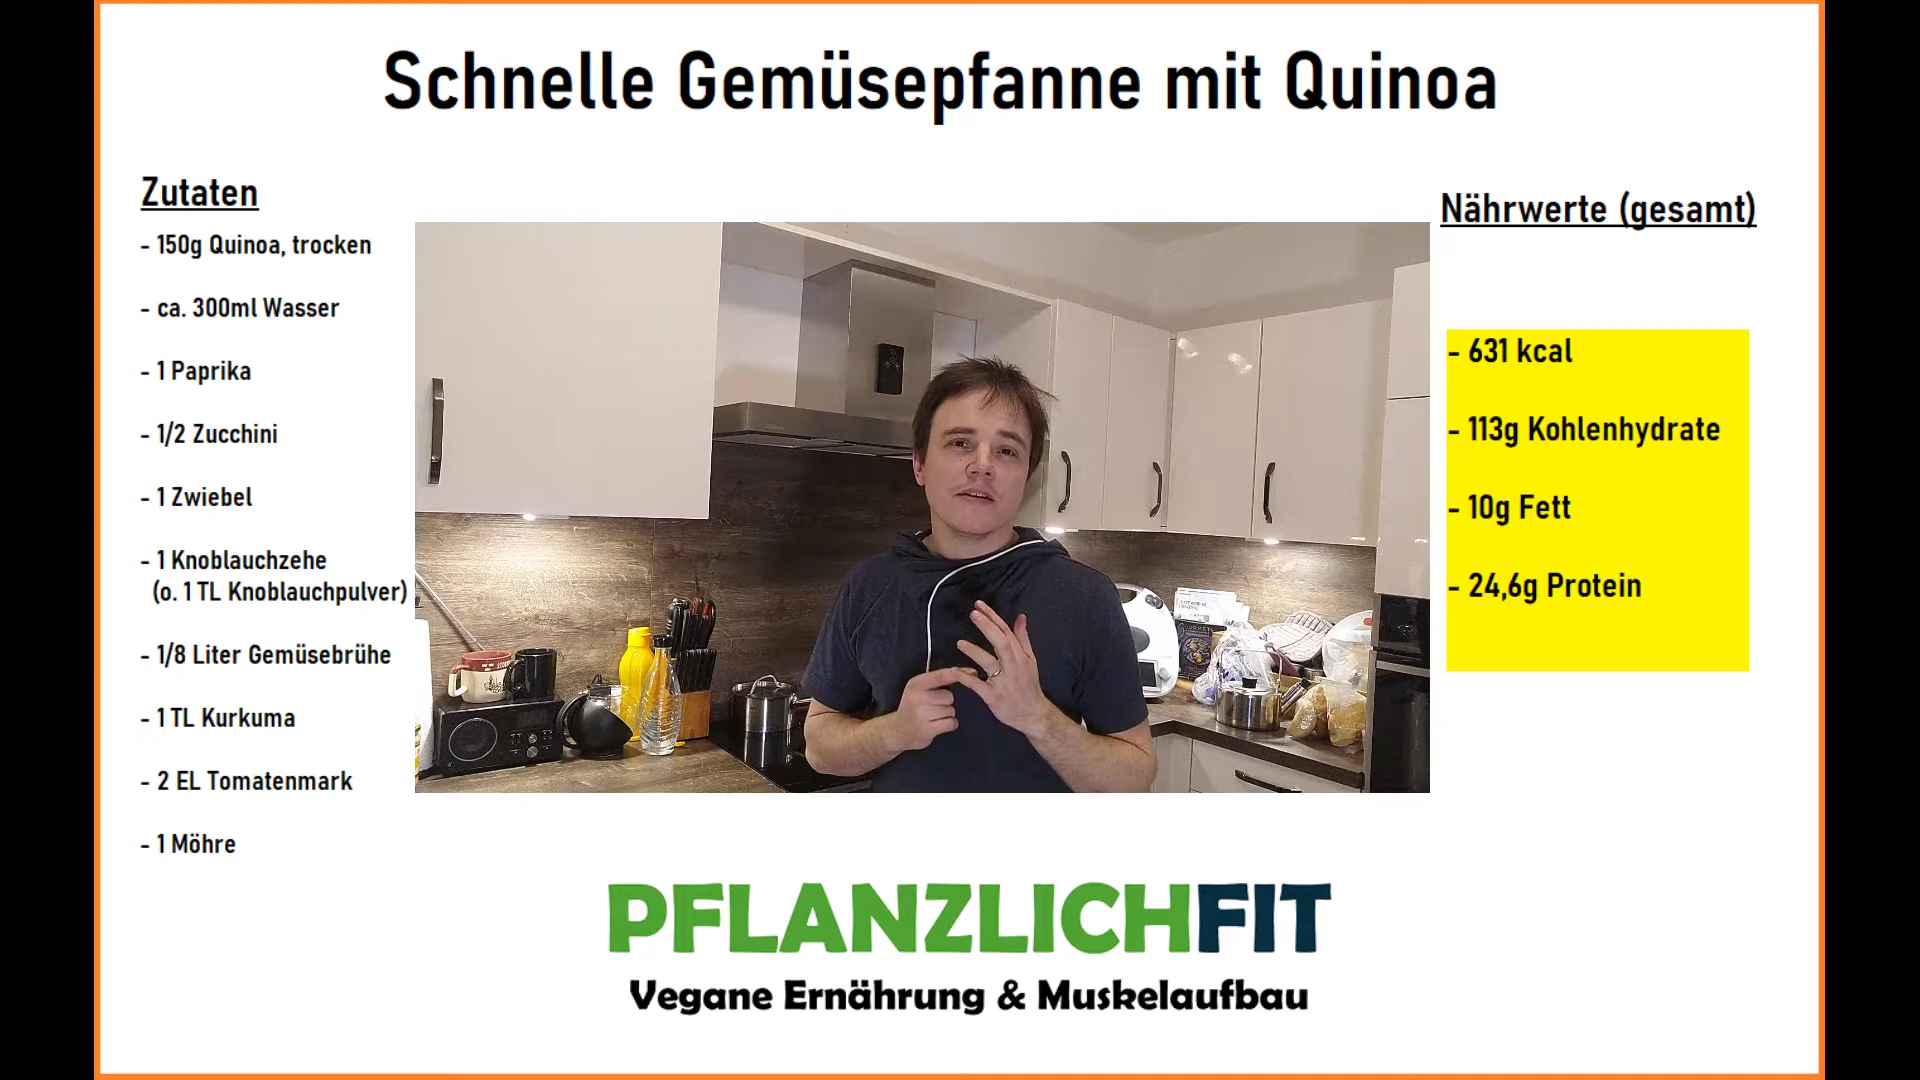 Schnelle Gemüsepfanne mit Quinoa
Zutaten
- 150g Quinoa, trocken
- ca. 300ml Wasser
- 1 Paprika
- 1/2 Zucchini
- 1 Zwiebel
- 1 Knoblauchzehe
(o. 1 TL Knoblauchpulver)
- 1/8 Liter Gemüsebrühe
- 1 TL Kurkuma
- 2 EL Tomatenmark
- 1 Möhre
Nährwerte (gesamt)
- 631 kcal
- 113g Kohlenhydrate
- 10g Fett
- 24,6g Protein
PFLANZLICHFIT
Vegane Ernährung & Muskelaufbau